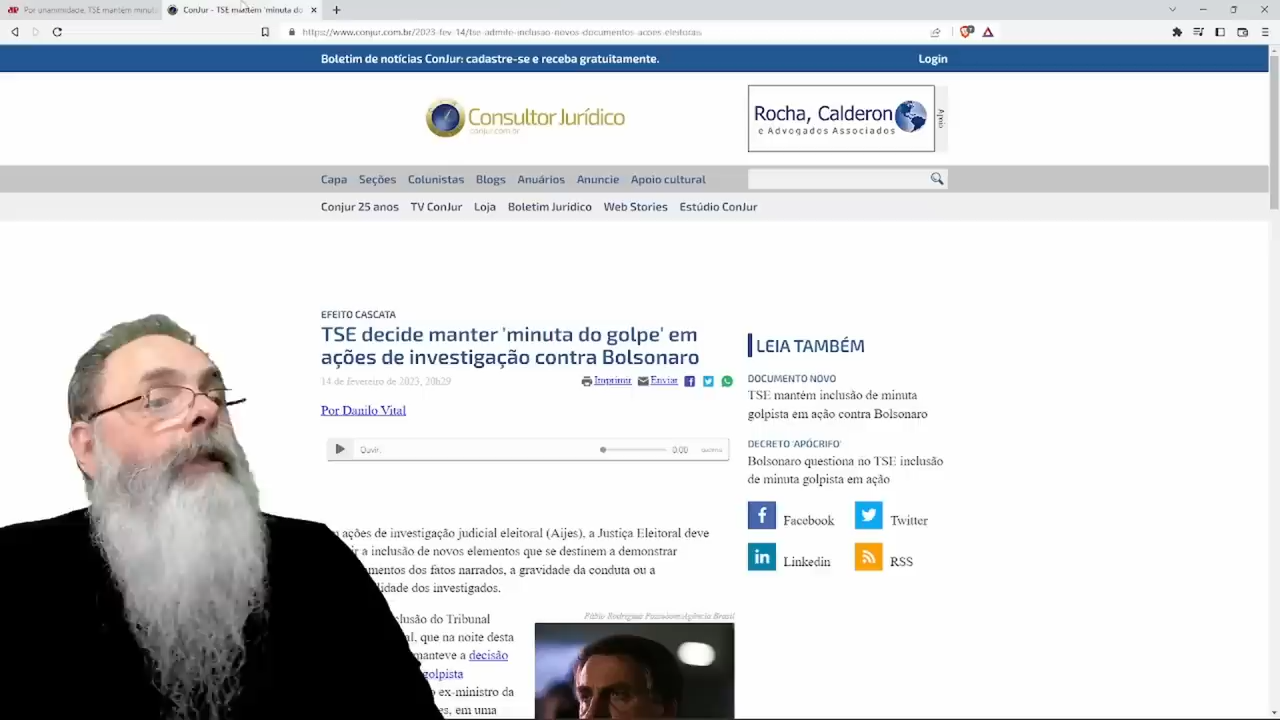 Por unanimidade, TSE mantém minuta
ConJur - TSE mantém 'minuta do
https://www.conjur.com.br/2023-fev-14/tse-admite-inclusao-novos-documentos-acoes-eleitorais
Boletim de notícias ConJur: cadastre-se e receba gratuitamente.
Login
Consultor Jurídico
conjur.com.br
Rocha, Calderon
e Advogados Associados
Apoio
Capa Seções Colunistas Blogs Anuários Anuncie Apoio cultural
Conjur 25 anos TV ConJur Loja Boletim Juridico Web Stories Estúdio ConJur
EFEITO CASCATA
TSE decide manter 'minuta do golpe' em
ações de investigação contra Bolsonaro
14 de fevereiro de 2023, 20h29
Imprimir Enviar
Por Danilo Vital
Ouvir:
0:00
ações de investigação judicial eleitoral (Aijes), a Justiça Eleitoral deve
a inclusão de novos elementos que se destinem a demonstrar
dos fatos narrados, a gravidade da conduta ou a
dos investigados.
do Tribunal
que na noite desta
manteve a decisão
golpista
ex-ministro da
em uma
Fábio Rodrigues Pozzebom/Agência Brasil
LEIA TAMBÉM
DOCUMENTO NOVO
TSE mantém inclusão de minuta
golpista em ação contra Bolsonaro
DECRETO 'APÓCRIFO'
Bolsonaro questiona no TSE inclusão
de minuta golpista em ação
Facebook Twitter
Linkedin RSS